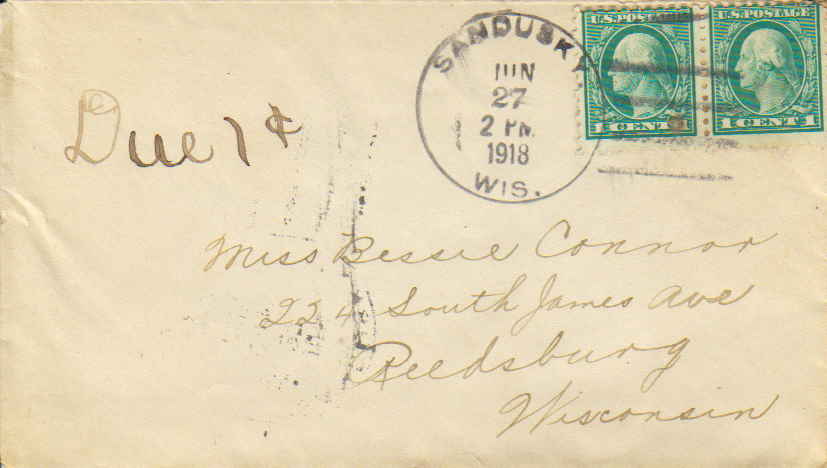 U.S. POSTAGE U.S. POSTAGE
1 CENT 1 1 CENT 1
SANDUSKY
JUN
27
2 PM
1918
WIS.
Due 1¢
Miss Bessie Connor
224 South James Ave
Reedsburg
Wisconsin